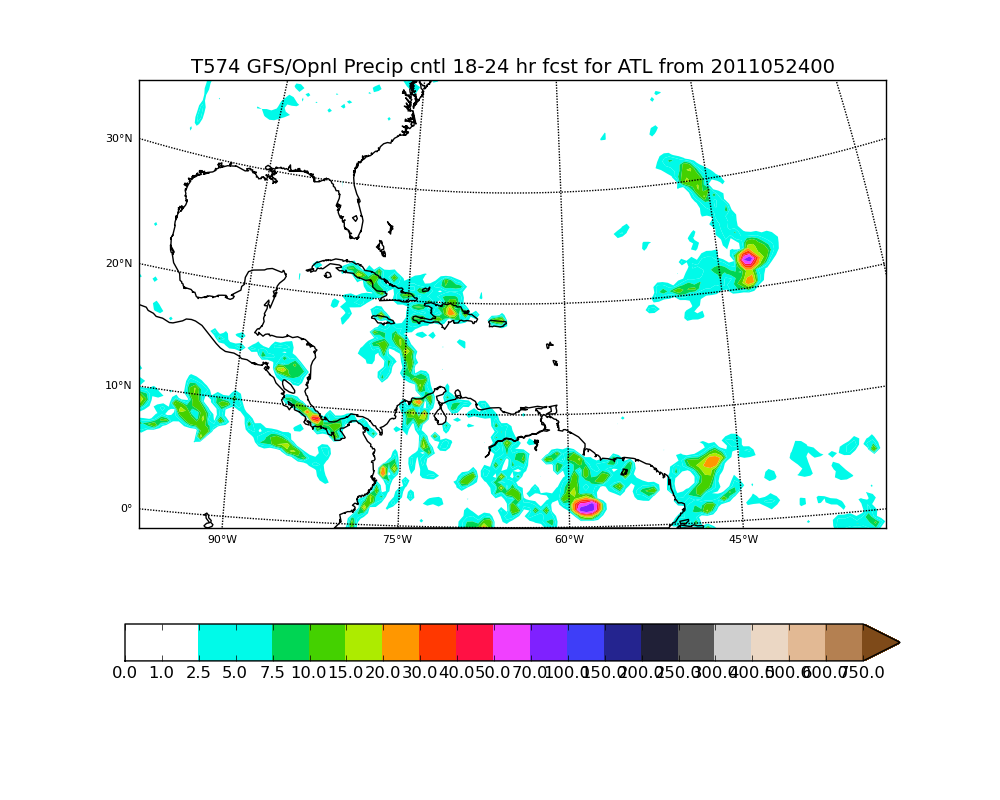 T574 GFS/Opnl Precip cntl 18-24 hr fcst for ATL from 2011052400
30°N
20°N
10°N
0°
90°W 75°W 60°W 45°W
0.0 1.0 2.5 5.0 7.5 10.0 15.0 20.0 30.0 40.0 50.0 70.0 100.0 150.0 200.0 250.0 300.0 400.0 500.0 600.0 750.0